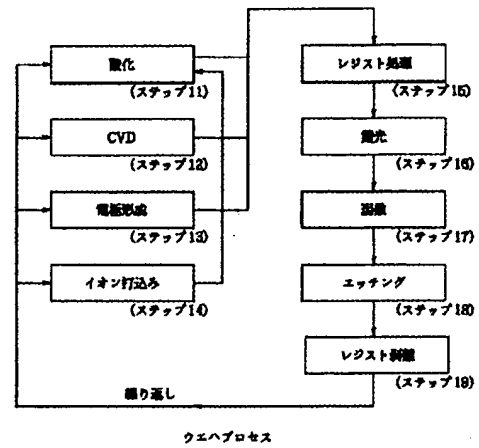 酸化
(ステップ11)
CVD
(ステップ12)
電極形成
(ステップ13)
イオン打込み
(ステップ14)
レジスト処理
(ステップ15)
露光
(ステップ16)
現像
(ステップ17)
エッチング
(ステップ18)
レジスト剥離
(ステップ19)
繰り返し
ウエハプロセス